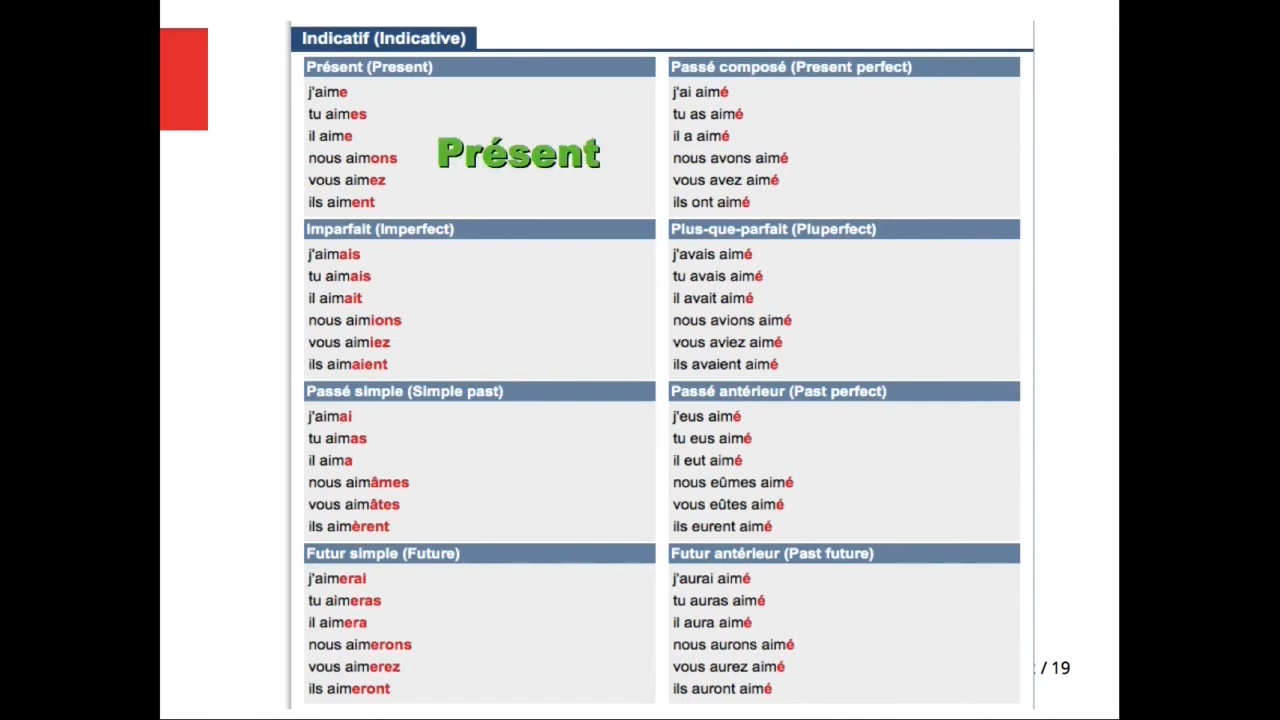 Indicatif (Indicative)
Présent (Present)
j'aime
tu aimes
il aime
nous aimons
vous aimez
ils aiment
Présent
Passé composé (Present perfect)
j'ai aimé
tu as aimé
il a aimé
nous avons aimé
vous avez aimé
ils ont aimé
Imparfait (Imperfect)
j'aimais
tu aimais
il aimait
nous aimions
vous aimiez
ils aimaient
Plus-que-parfait (Pluperfect)
j'avais aimé
tu avais aimé
il avait aimé
nous avions aimé
vous aviez aimé
ils avaient aimé
Passé simple (Simple past)
j'aimai
tu aimas
il aima
nous aimâmes
vous aimâtes
ils aimèrent
Passé antérieur (Past perfect)
j'eus aimé
tu eus aimé
il eut aimé
nous eûmes aimé
vous eûtes aimé
ils eurent aimé
Futur simple (Future)
j'aimerai
tu aimeras
il aimera
nous aimerons
vous aimerez
ils aimeront
Futur antérieur (Past future)
j'aurai aimé
tu auras aimé
il aura aimé
nous aurons aimé
vous aurez aimé
ils auront aimé
/ 19